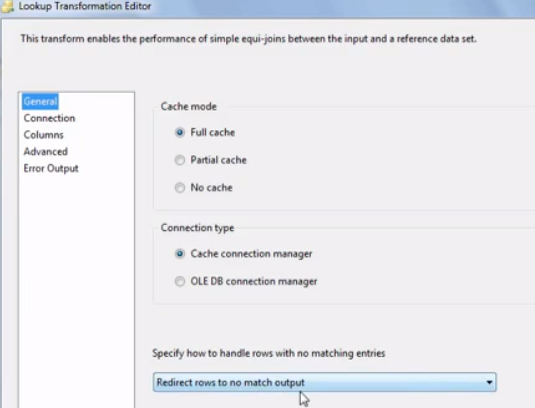 Lookup Transformation Editor
This transform enables the performance of simple equi-joins between the input and a reference data set.
General
Connection
Columns
Advanced
Error Output
Cache mode
Full cache
Partial cache
No cache
Connection type
Cache connection manager
OLE DB connection manager
Specify how to handle rows with no matching entries
Redirect rows to no match output